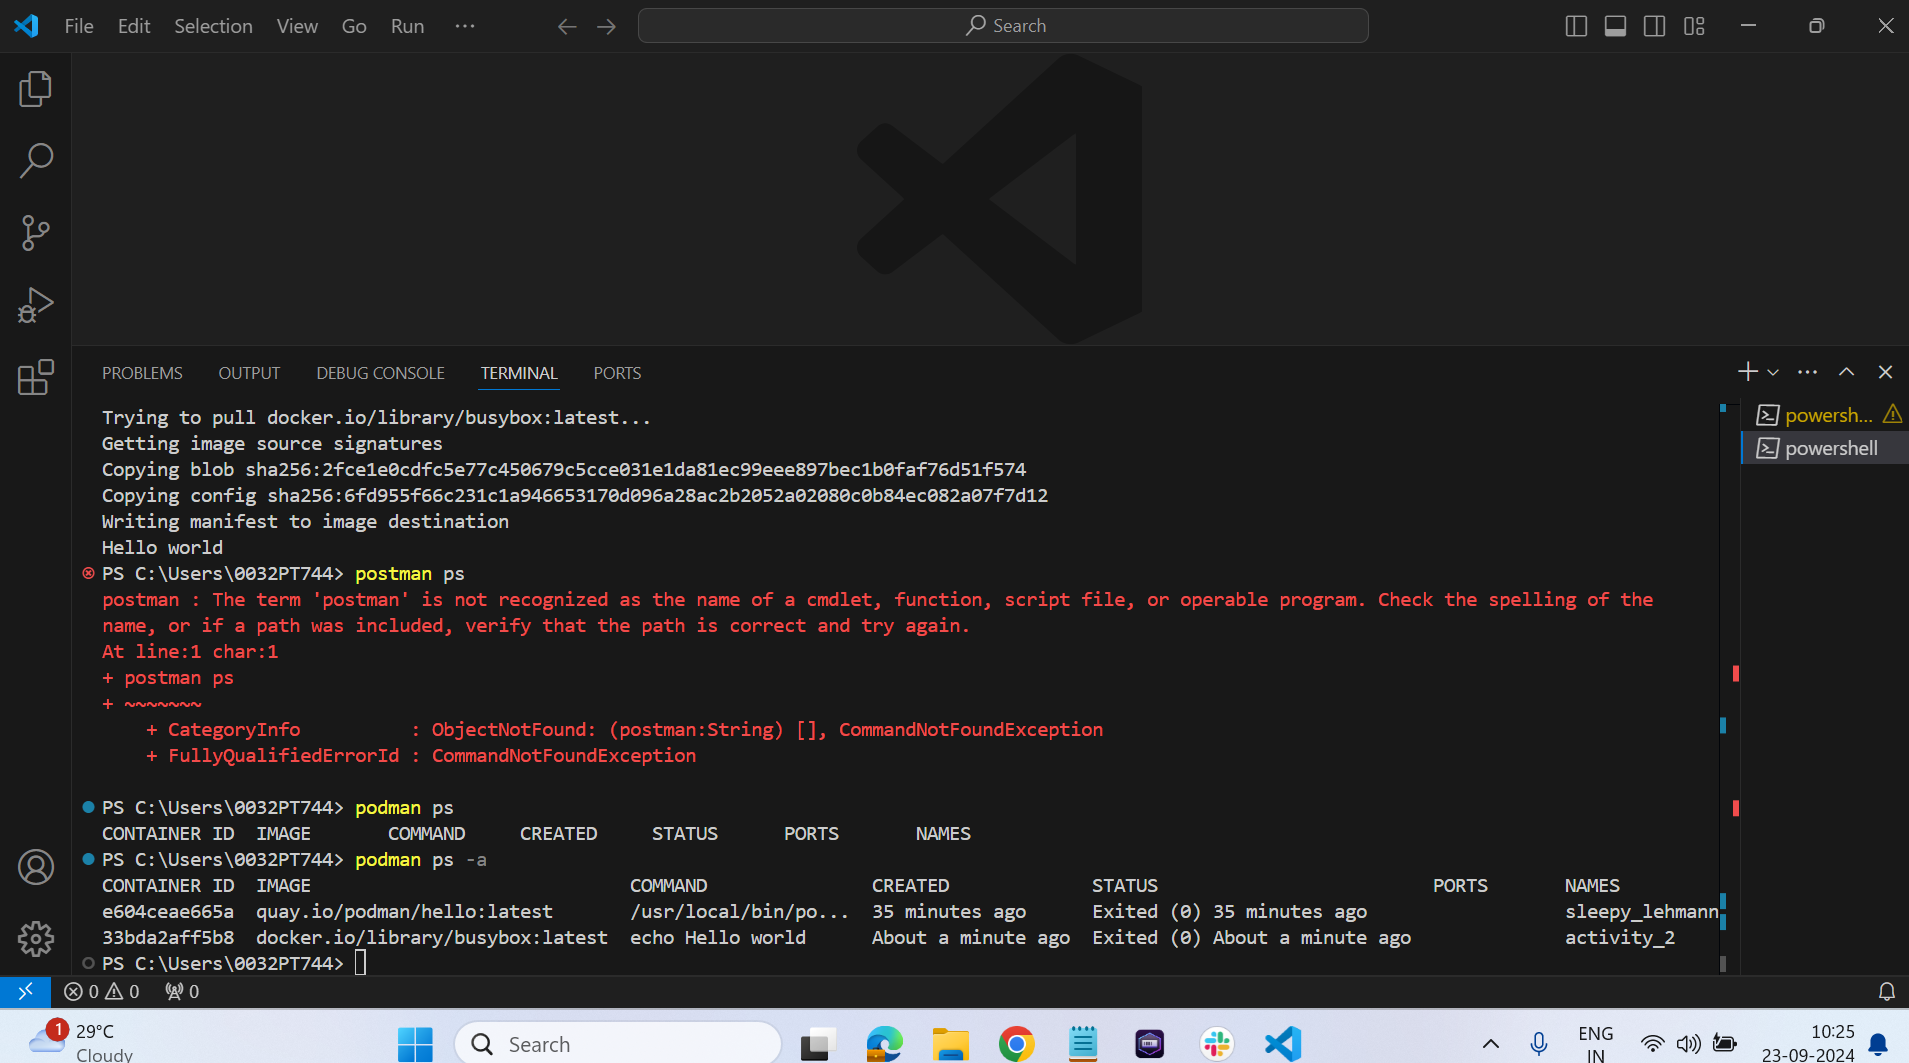 File Edit Selection View Go Run ...
Search
PROBLEMS OUTPUT DEBUG CONSOLE TERMINAL PORTS
Trying to pull docker.io/library/busybox:latest...
Getting image source signatures
Copying blob sha256:2fce1e0cdfc5e77c450679c5cce031e1da81ec99eee897bec1b0faf76d51f574
Copying config sha256:6fd955f66c231c1a946653170d096a28ac2b2052a02080c0b84ec082a07f7d12
Writing manifest to image destination
Hello world
PS C:\Users\0032PT744> postman ps
postman : The term 'postman' is not recognized as the name of a cmdlet, function, script file, or operable program. Check the spelling of the
name, or if a path was included, verify that the path is correct and try again.
At line:1 char:1
+ postman ps
+ ~~~~~~~
+ CategoryInfo : ObjectNotFound: (postman:String) [], CommandNotFoundException
+ FullyQualifiedErrorId : CommandNotFoundException
PS C:\Users\0032PT744> podman ps
CONTAINER ID IMAGE COMMAND CREATED STATUS PORTS NAMES
PS C:\Users\0032PT744> podman ps -a
CONTAINER ID IMAGE COMMAND CREATED STATUS PORTS NAMES
e604ceae665a quay.io/podman/hello:latest /usr/local/bin/po... 35 minutes ago Exited (0) 35 minutes ago sleepy_lehmann
33bda2aff5b8 docker.io/library/busybox:latest echo Hello world About a minute ago Exited (0) About a minute ago activity_2
PS C:\Users\0032PT744>
powersh...
powershell
0 0 0
1
29°C
Cloudy
Search
ENG
IN
10:25
23-09-2024